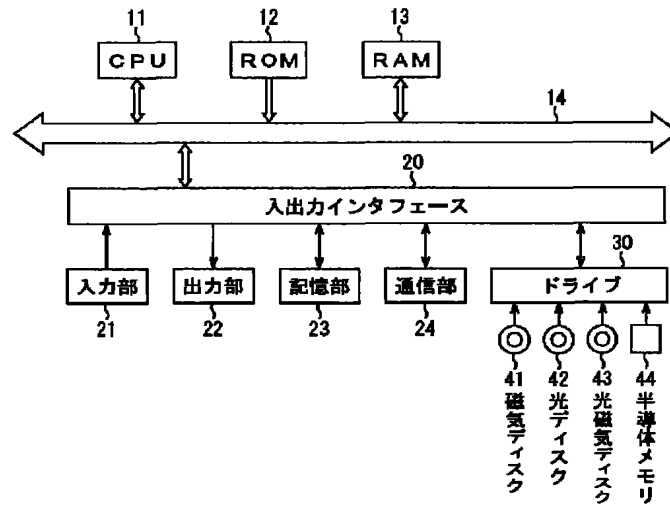 11
12
13
CPU
ROM
RAM
14
20
入出力インタフェース
30
入力部
出力部
記憶部
通信部
ドライブ
21
22
23
24
41 磁気ディスク
42 光ディスク
43 光磁気ディスク
44 半導体メモリ